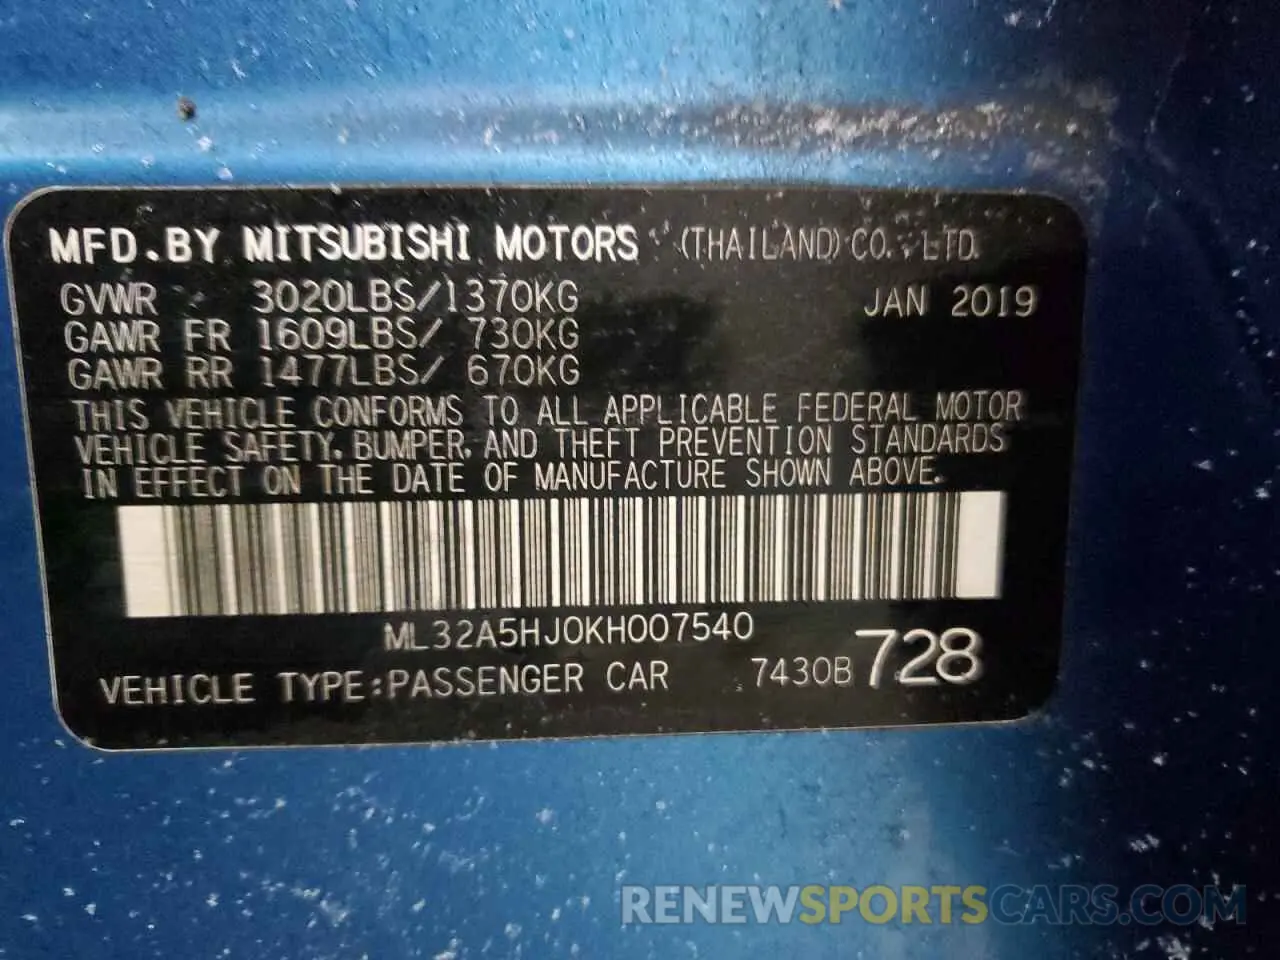 MFD.BY MITSUBISHI MOTORS (THAILAND) CO., LTD.
GVWR 3020LBS/1370KG JAN 2019
GAWR FR 1609LBS/ 730KG
GAWR RR 1477LBS/ 670KG
THIS VEHICLE CONFORMS TO ALL APPLICABLE FEDERAL MOTOR
VEHICLE SAFETY, BUMPER, AND THEFT PREVENTION STANDARDS
IN EFFECT ON THE DATE OF MANUFACTURE SHOWN ABOVE.
ML32A5HJ0KH007540
VEHICLE TYPE:PASSENGER CAR 7430B 728
RENEWSPORTSCARS.COM